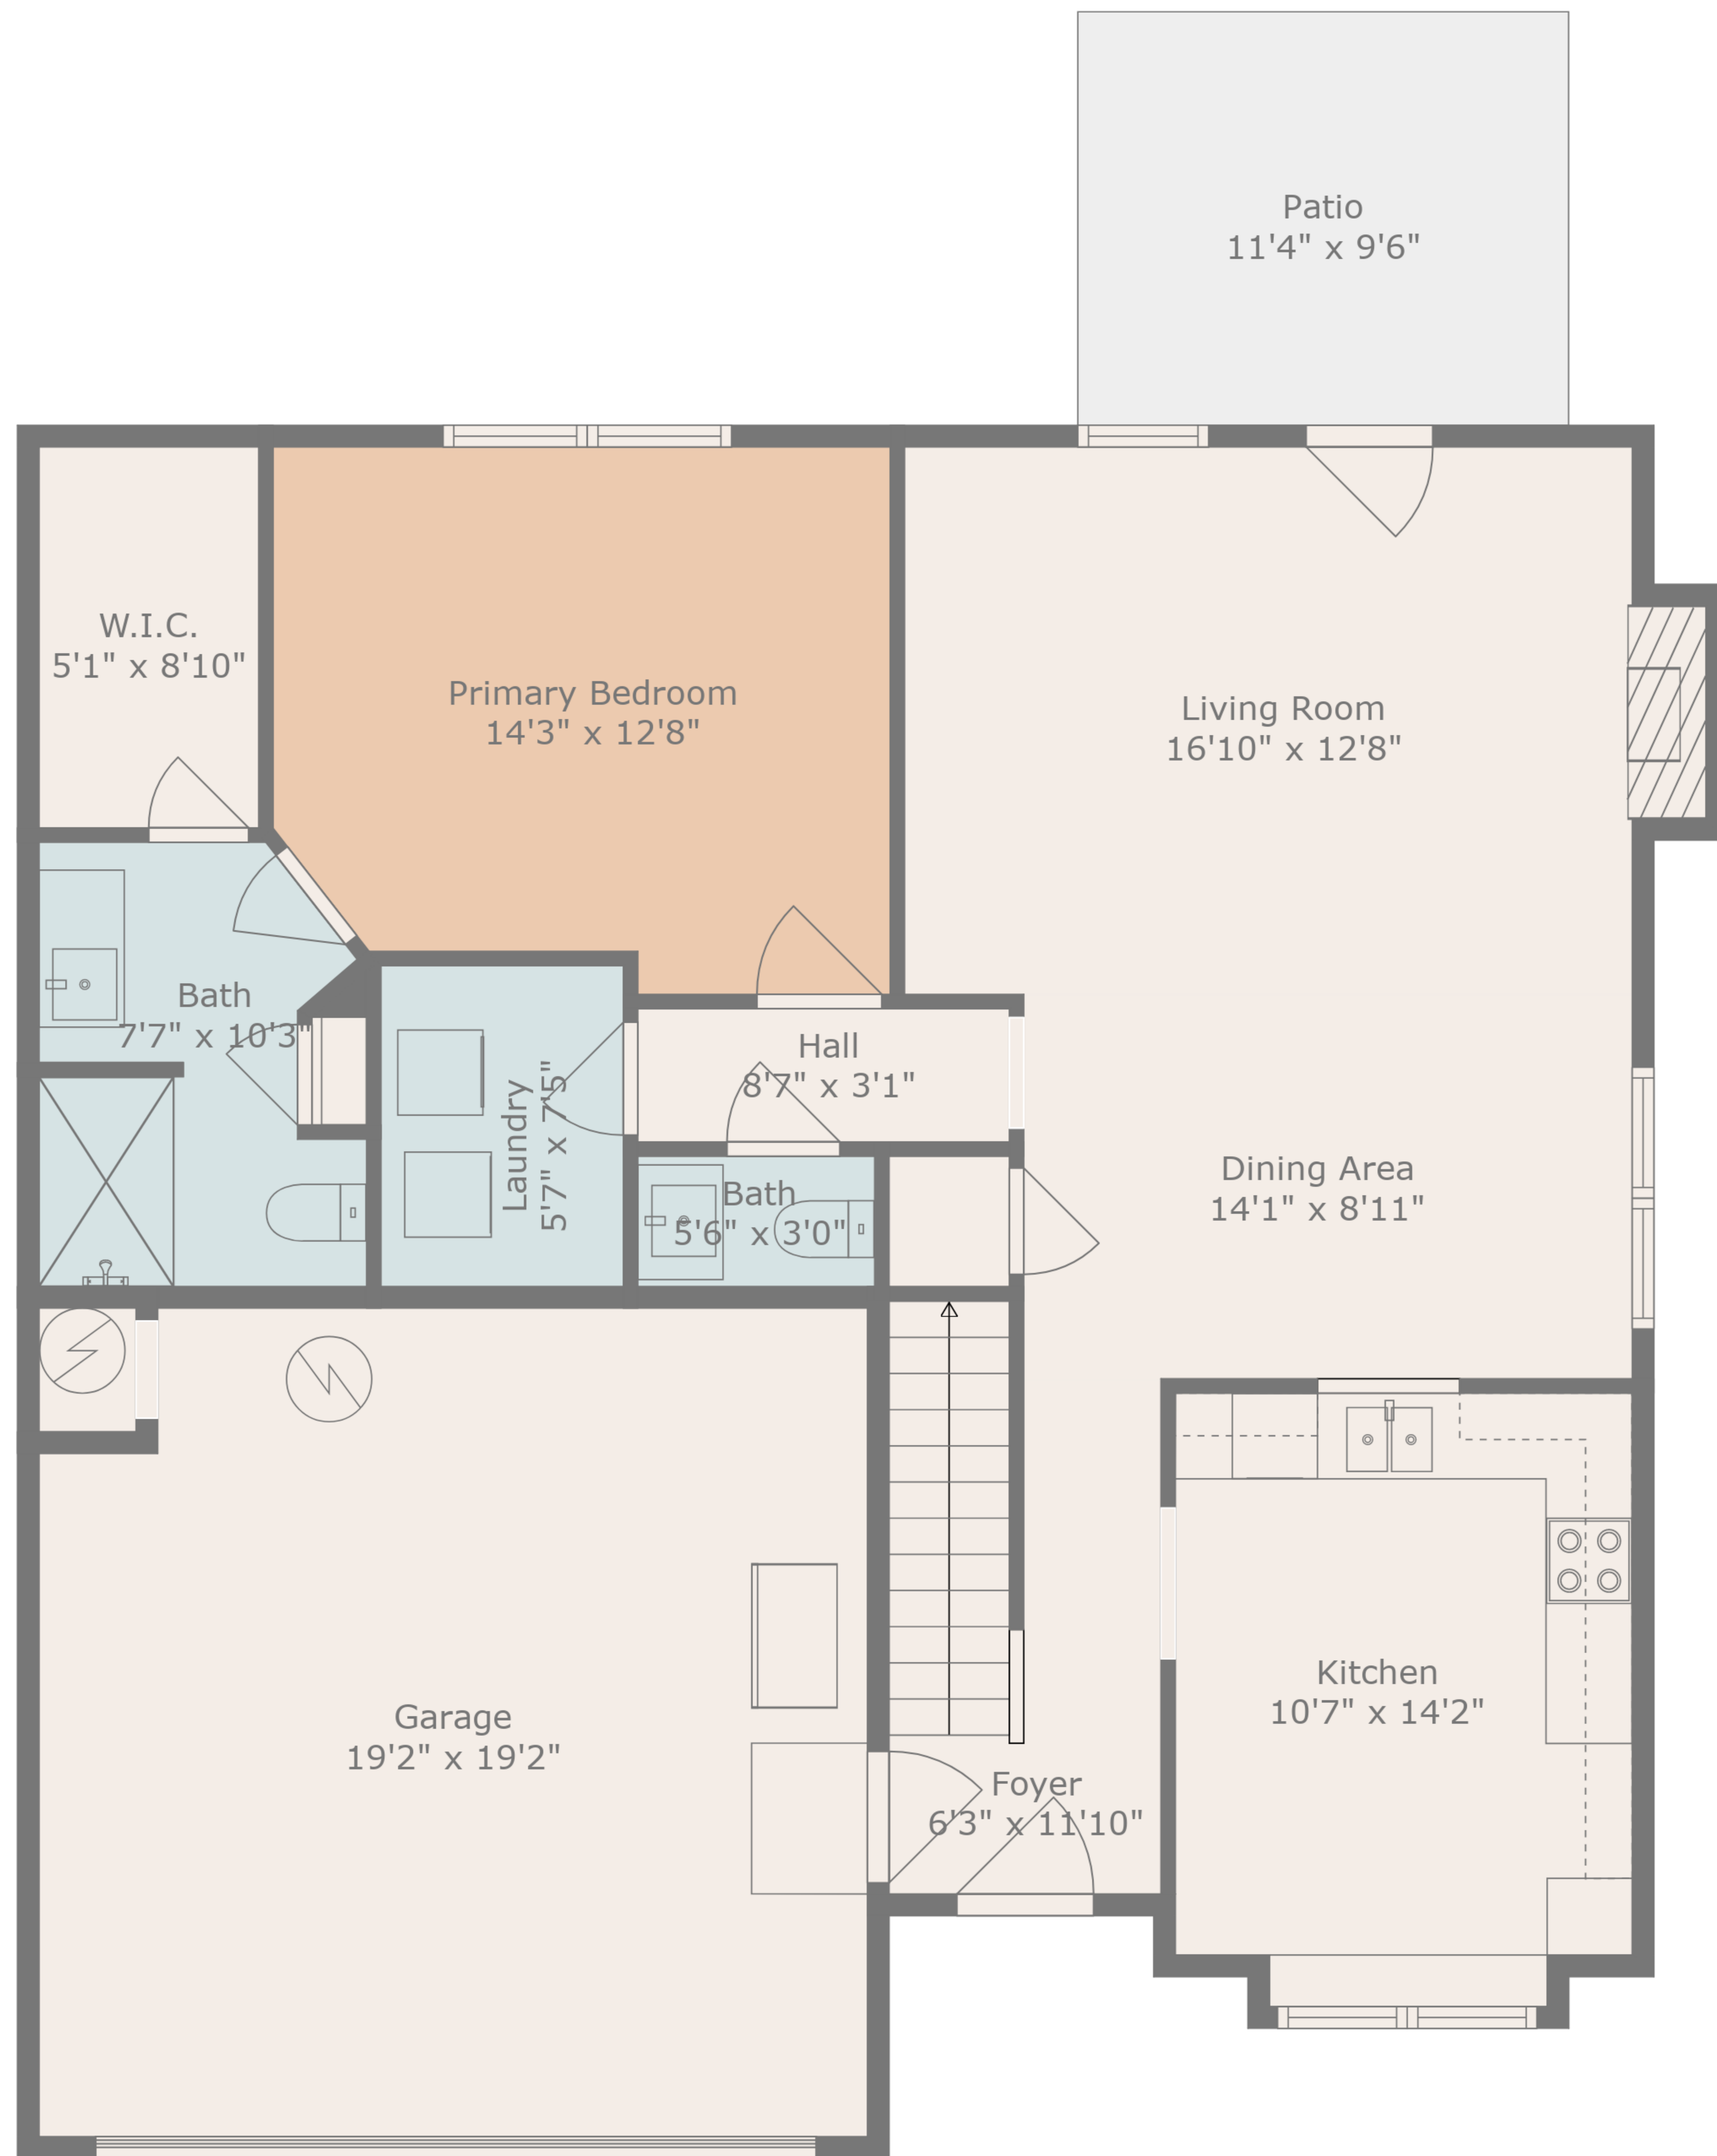 Patio
11'4" x 9'6"
W.I.C.
5'1" x 8'10"
Primary Bedroom
14'3" x 12'8"
Living Room
16'10" x 12'8"
Bath
7'7" x 10'3"
Laundry
5'7" x 7'5"
Hall
8'7" x 3'1"
Bath
5'6" x 3'0"
Dining Area
14'1" x 8'11"
Kitchen
10'7" x 14'2"
Garage
19'2" x 19'2"
Foyer
6'3" x 11'10"